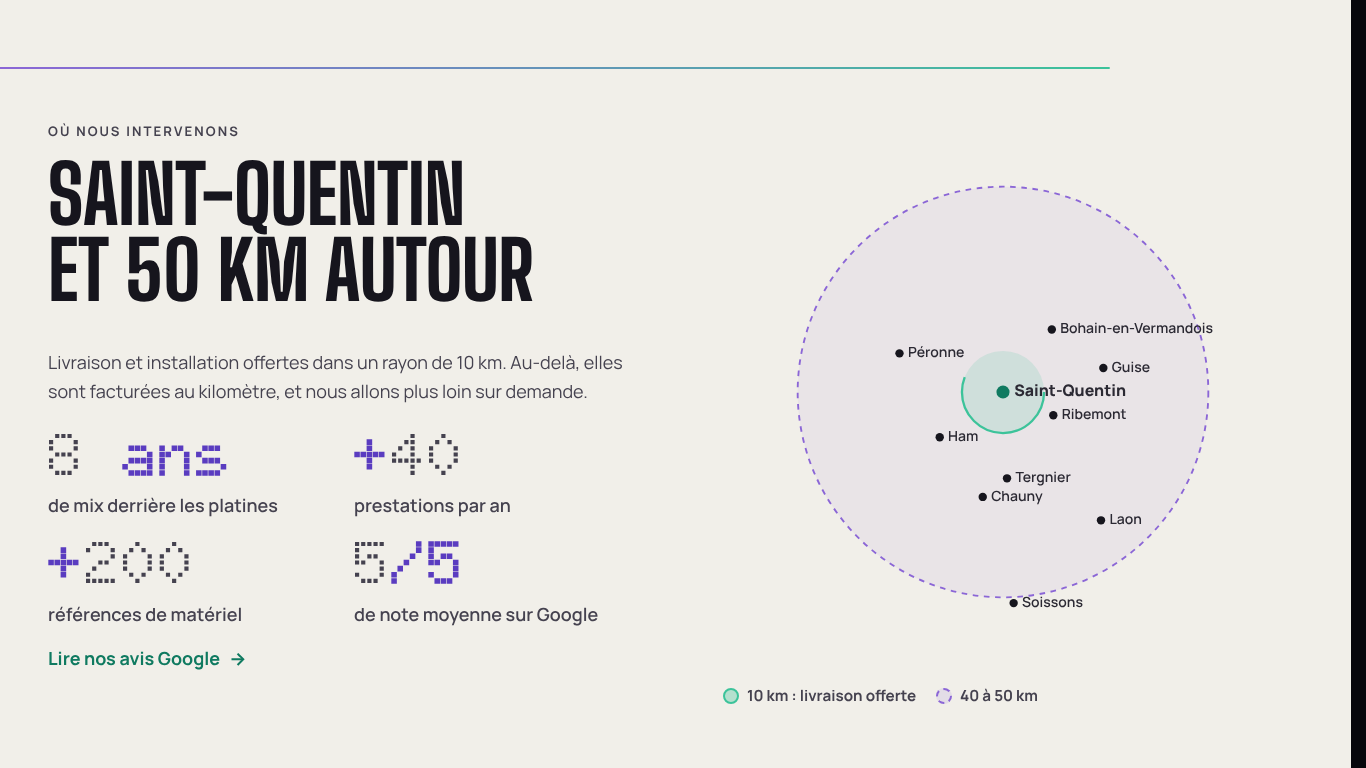 OÙ NOUS INTERVENONS
SAINT-QUENTIN
ET 50 KM AUTOUR
Livraison et installation offertes dans un rayon de 10 km. Au-delà, elles
sont facturées au kilomètre, et nous allons plus loin sur demande.
8 ans
de mix derrière les platines
+40
prestations par an
+200
références de matériel
5/5
de note moyenne sur Google
Lire nos avis Google →
Bohain-en-Vermandois
Péronne
Guise
Saint-Quentin
Ribemont
Ham
Tergnier
Chauny
Laon
Soissons
10 km : livraison offerte
40 à 50 km